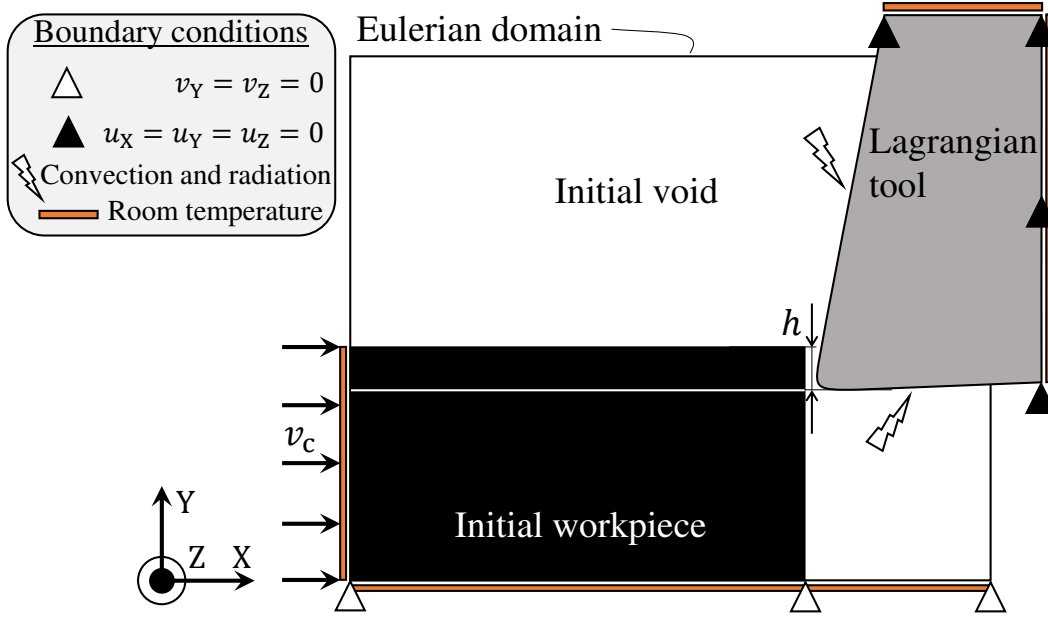 Boundary conditions
v_Y = v_Z = 0
u_X = u_Y = u_Z = 0
Convection and radiation
Room temperature
Eulerian domain
Lagrangian
tool
Initial void
h
v_c
Initial workpiece
Y
Z
X